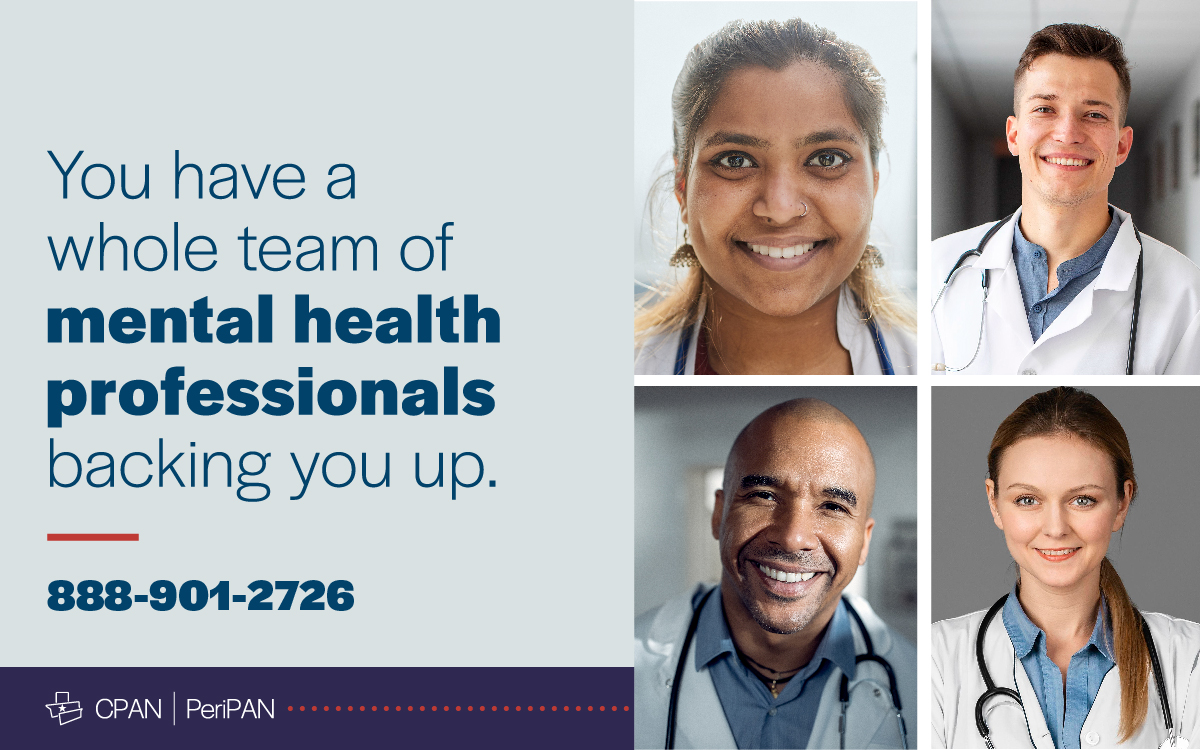 You have a
whole team of
mental health
professionals
backing you up.
888-901-2726
CPAN | PeriPAN